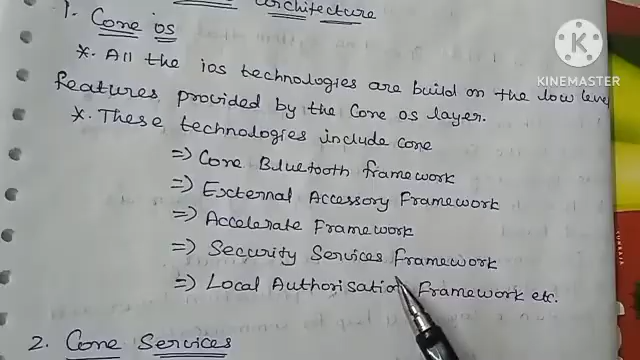 architecture
1. Core os
*. All the ios technologies are build on the low level
features provided by the Core os layer.
*. These technologies include core
=) Core Bluetooth framework
=) External Accessory Framework
=) Accelerate Framework
=) Security Services Framework
=) Local Authorisation Framework etc.
2. Core Services
KINEMASTER